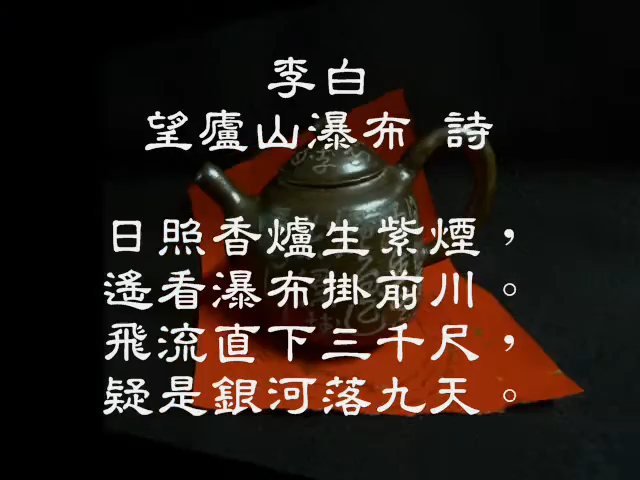 李白
望廬山瀑布 詩
日照香爐生紫煙，
遙看瀑布掛前川。
飛流直下三千尺，
疑是銀河落九天。